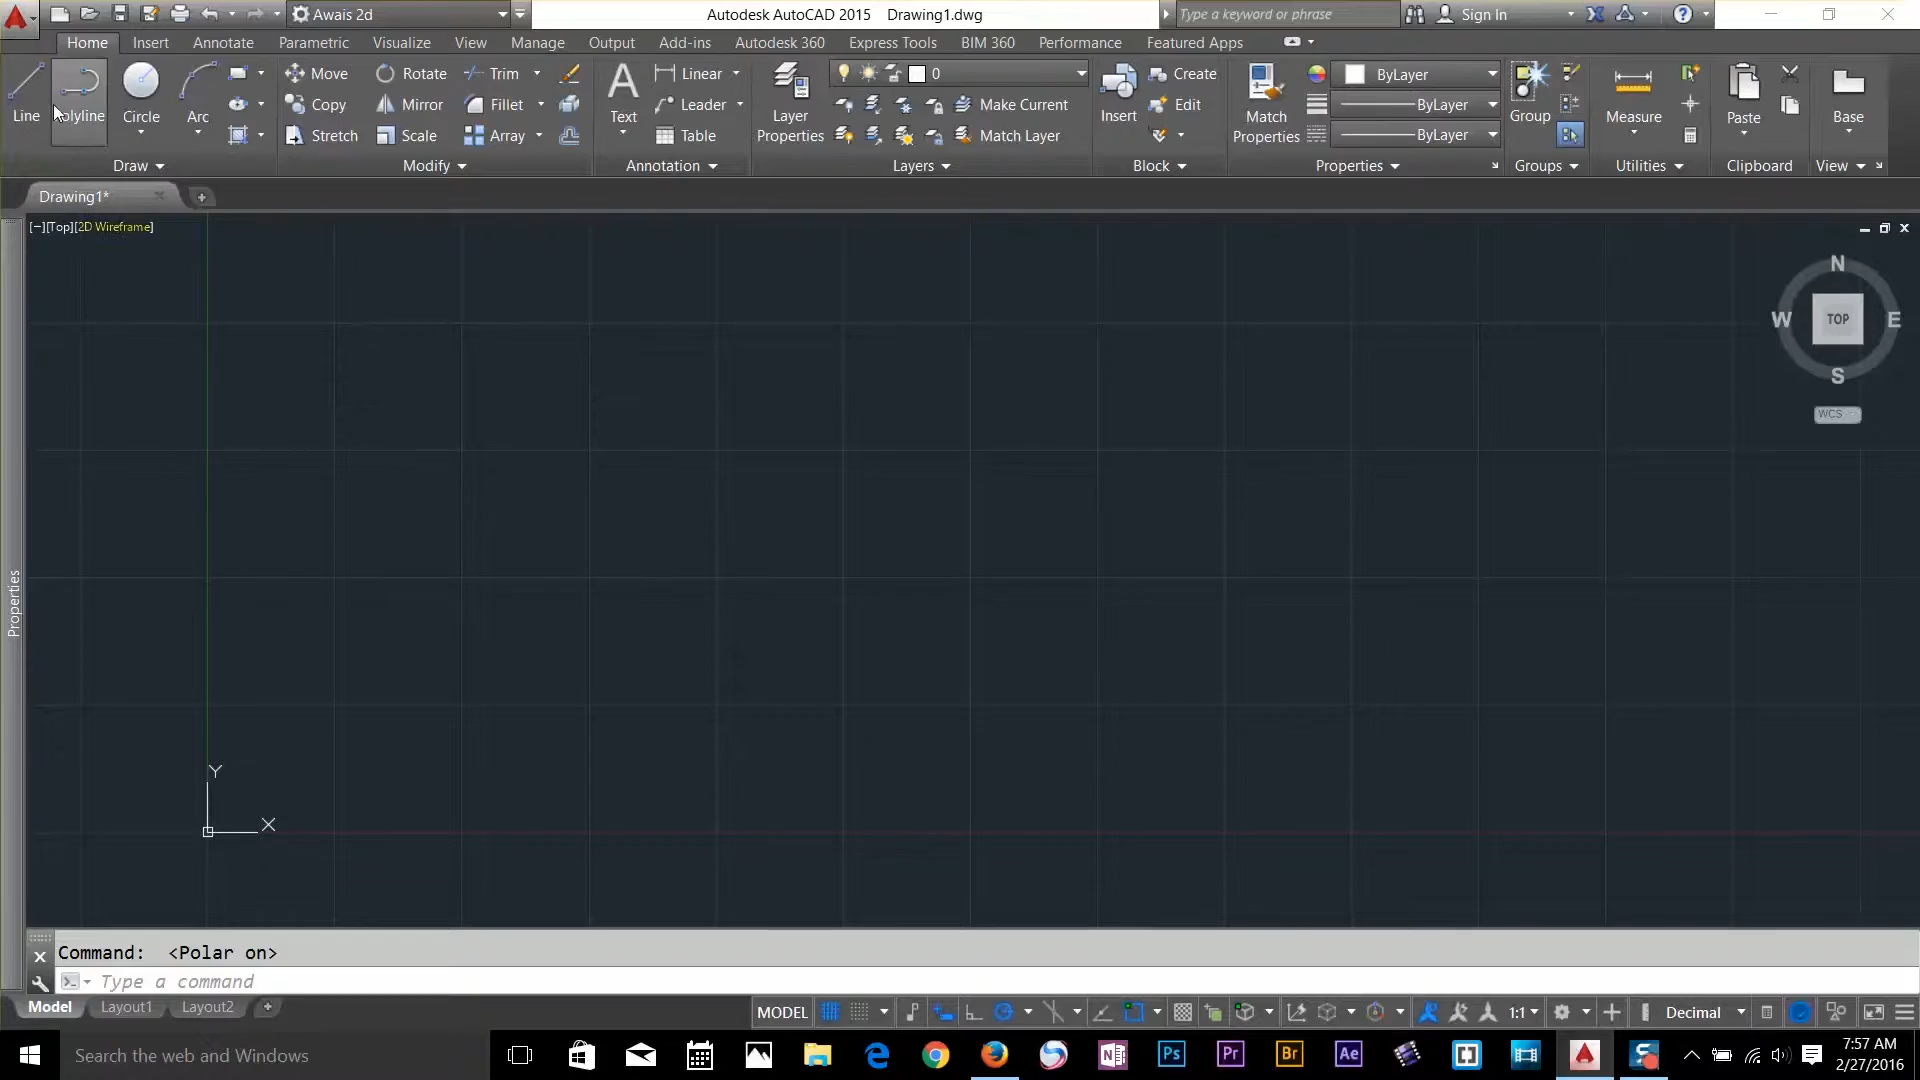 Awais 2d
Autodesk AutoCAD 2015 Drawing1.dwg
Type a keyword or phrase
Sign In
Home Insert Annotate Parametric Visualize View Manage Output Add-ins Autodesk 360 Express Tools BIM 360 Performance Featured Apps
Line
Circle
Arc
Move
Copy
Stretch
Rotate
Mirror
Scale
Trim
Fillet
Array
Text
Linear
Leader
Table
Layer
Properties
0
Make Current
Match Layer
Insert
Create
Edit
Match
Properties
ByLayer
ByLayer
ByLayer
Group
Measure
Paste
Base
Draw Modify Annotation Layers Block Properties Groups Utilities Clipboard View
Drawing1*
[−][Top][2D Wireframe]
N
W TOP E
S
WCS
Properties
Y
X
Command: <Polar on>
Type a command
Model Layout1 Layout2
MODEL
1:1
Decimal
Search the web and Windows
N
Ps
Pr
Br
Ae
7:57 AM
2/27/2016